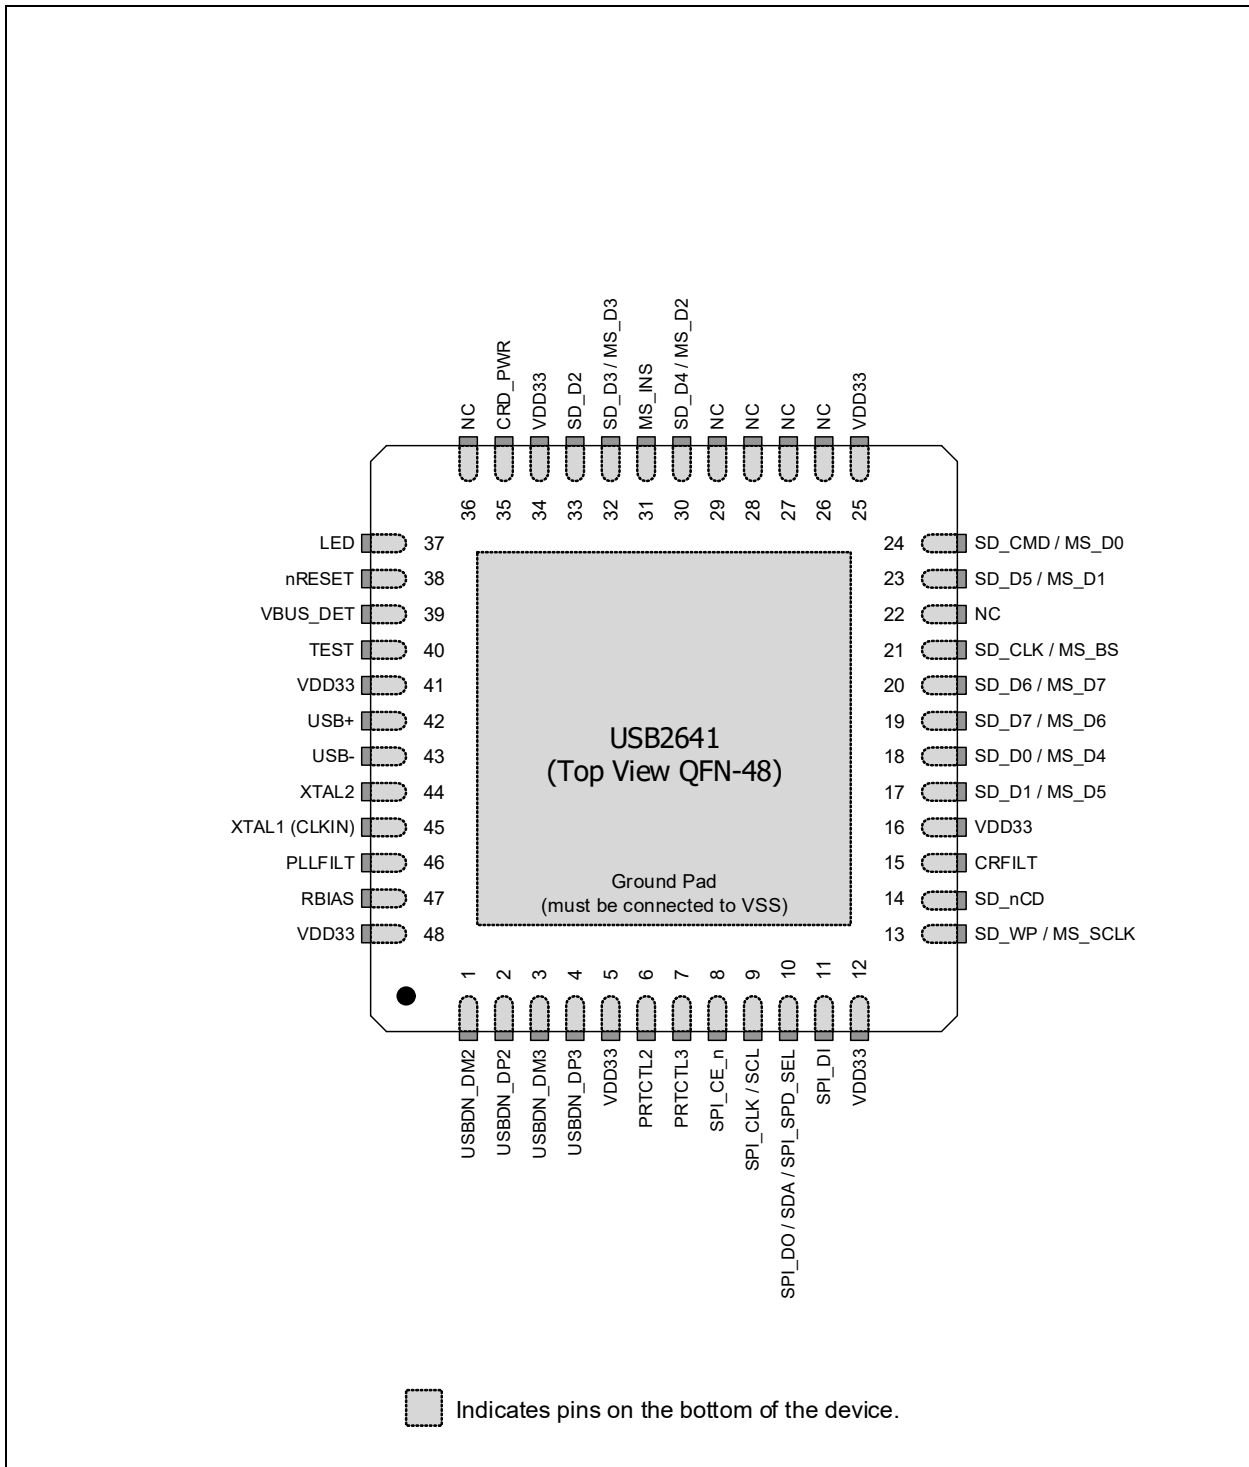 NC
CRD_PWR
VDD33
SD_D2
SD_D3 / MS_D3
MS_INS
SD_D4 / MS_D2
NC
NC
NC
NC
VDD33
36
35
34
33
32
31
30
29
28
27
26
25
LED 37
nRESET 38
VBUS_DET 39
TEST 40
VDD33 41
USB+ 42
USB- 43
XTAL2 44
XTAL1 (CLKIN) 45
PLLFILT 46
RBIAS 47
VDD33 48
USB2641
(Top View QFN-48)
Ground Pad
(must be connected to VSS)
24 SD_CMD / MS_D0
23 SD_D5 / MS_D1
22 NC
21 SD_CLK / MS_BS
20 SD_D6 / MS_D7
19 SD_D7 / MS_D6
18 SD_D0 / MS_D4
17 SD_D1 / MS_D5
16 VDD33
15 CRFILT
14 SD_nCD
13 SD_WP / MS_SCLK
1
2
3
4
5
6
7
8
9
10
11
12
USBDN_DM2
USBDN_DP2
USBDN_DM3
USBDN_DP3
VDD33
PRTCTL2
PRTCTL3
SPI_CE_n
SPI_CLK / SCL
SPI_DO / SDA / SPI_SPD_SEL
SPI_DI
VDD33
Indicates pins on the bottom of the device.